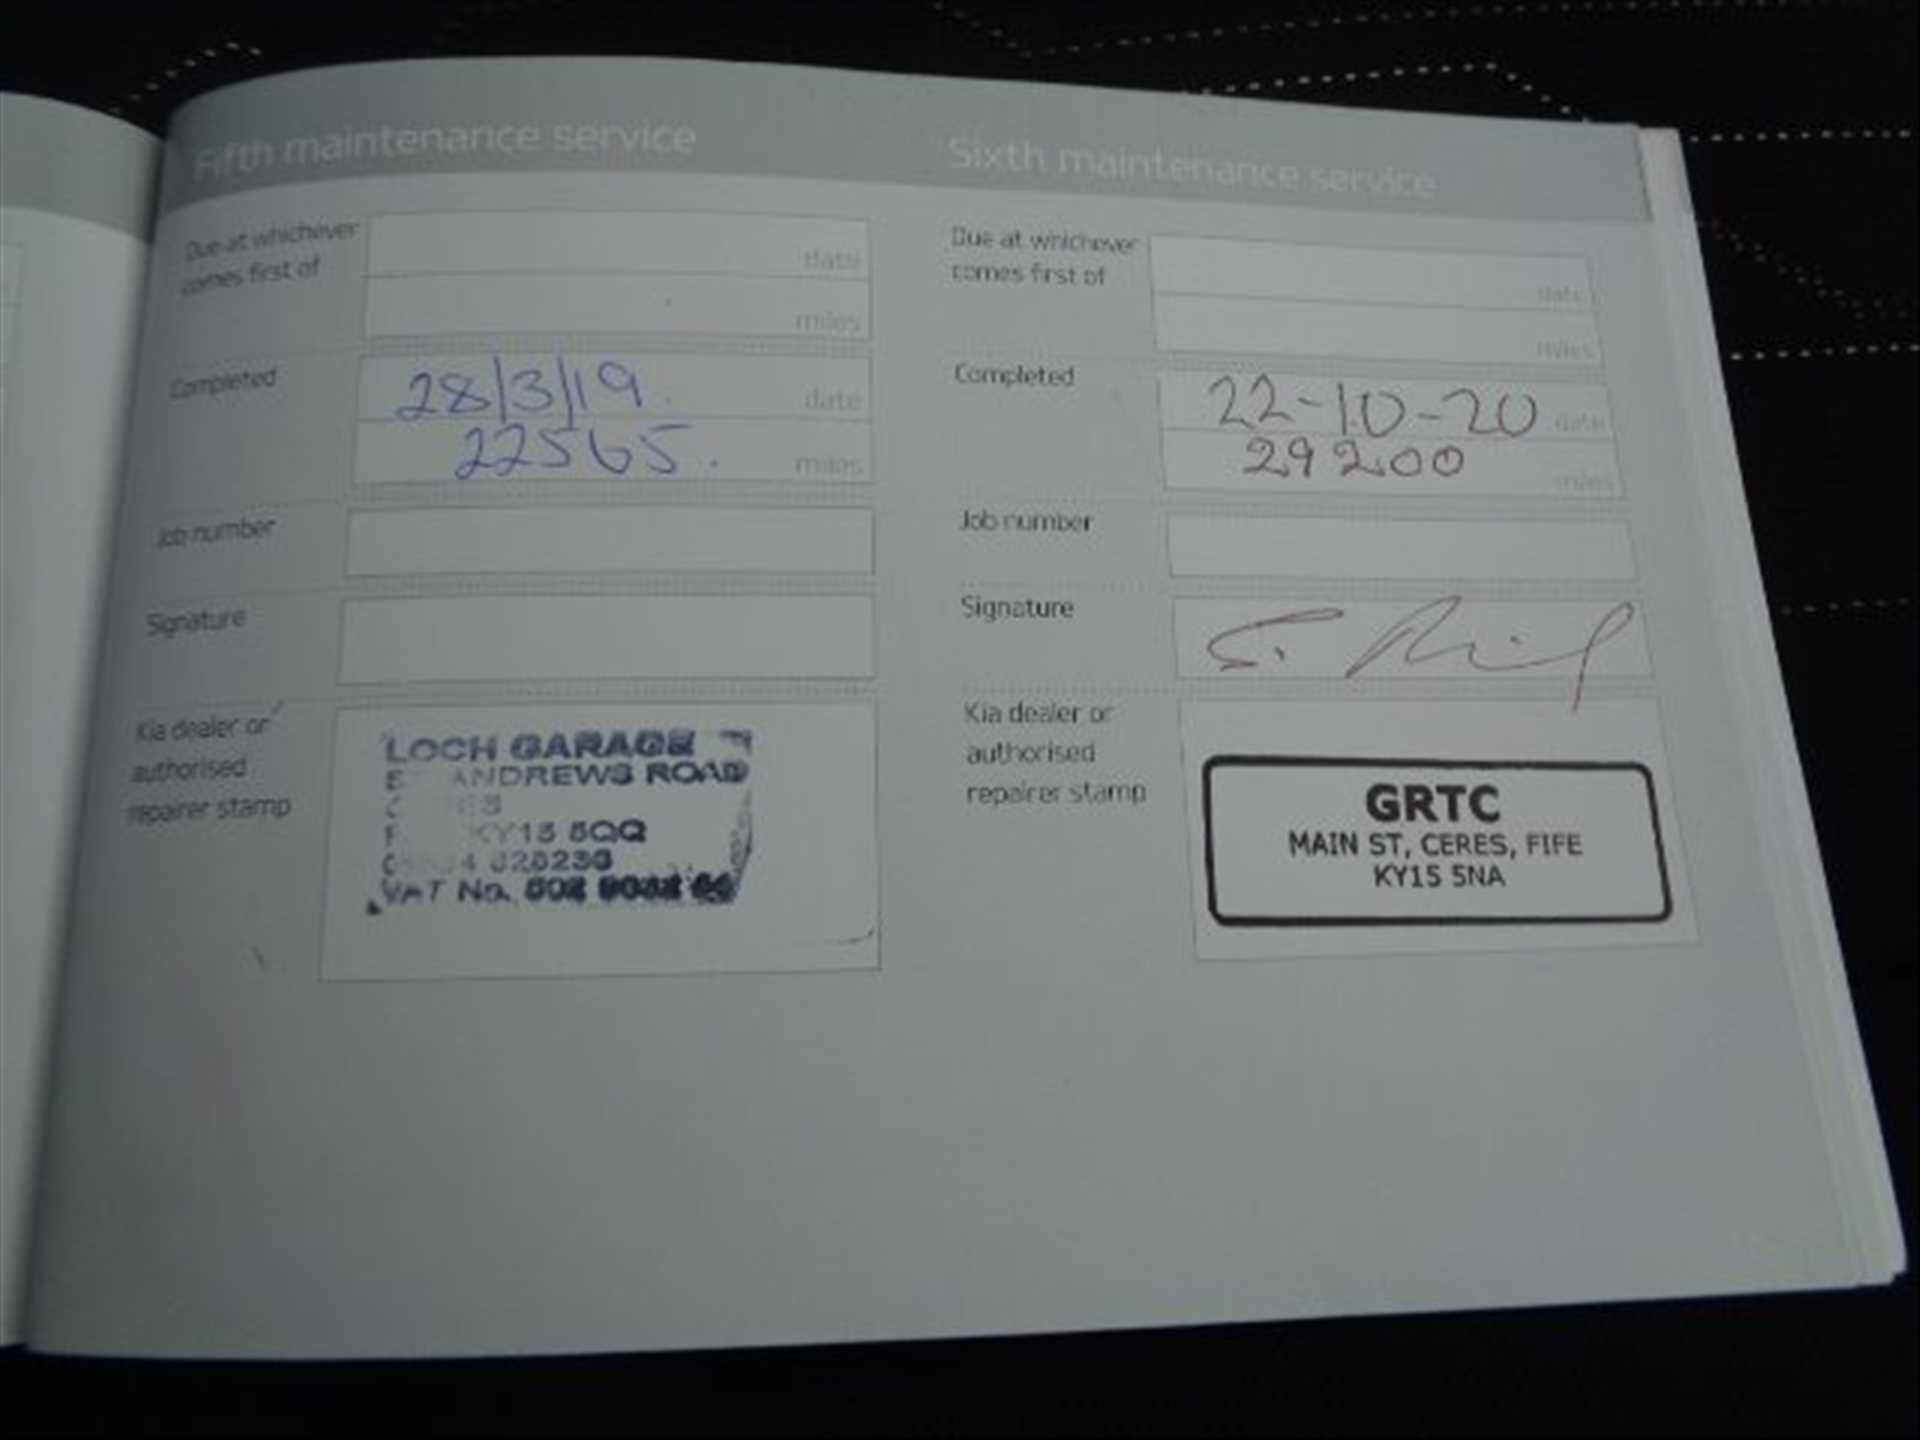 Fifth maintenance service
Due at whichever
comes first of
date
miles
Completed
28/3/19.
date
22565.
miles
Job number
Signature
Kia dealer or
authorised
repairer stamp
LOCH GARAGE
ANDREWS ROAD
KY15 5QQ
VAT No.
Sixth maintenance service
Due at whichever
comes first of
date
miles
Completed
22-10-20
date
29200
miles
Job number
Signature
Kia dealer or
authorised
repairer stamp
GRTC
MAIN ST, CERES, FIFE
KY15 5NA